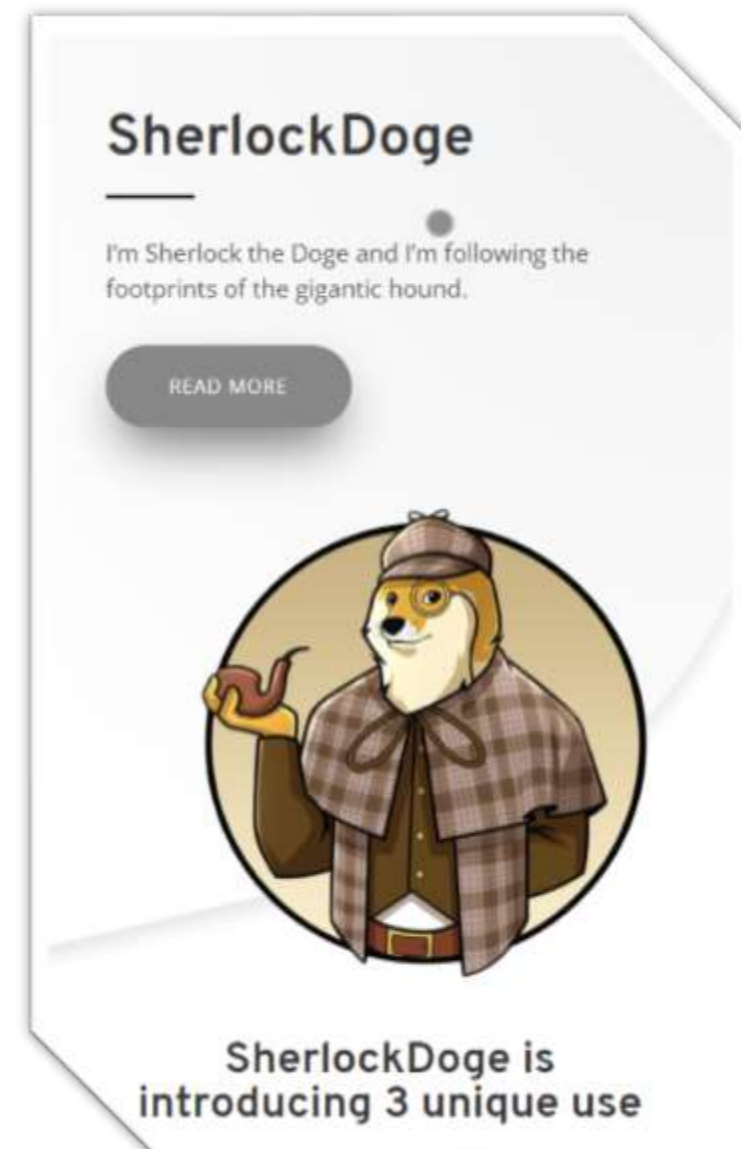 SherlockDoge
I'm Sherlock the Doge and I'm following the
footprints of the gigantic hound.
READ MORE
SherlockDoge is
introducing 3 unique use